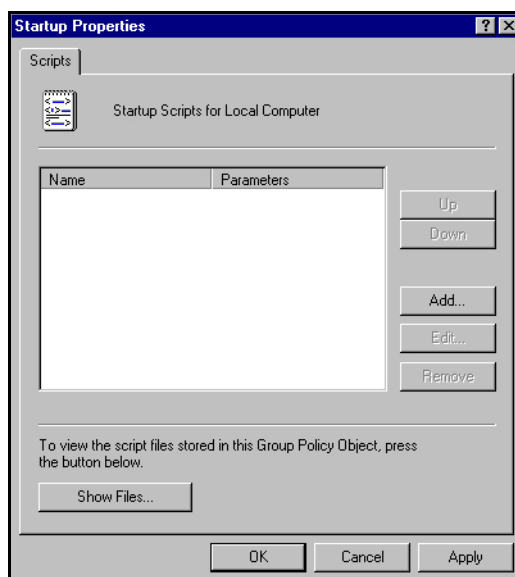 Startup Properties
Scripts
Startup Scripts for Local Computer
Name Parameters
Up
Down
Add...
Edit...
Remove
To view the script files stored in this Group Policy Object, press
the button below.
Show Files...
OK Cancel Apply